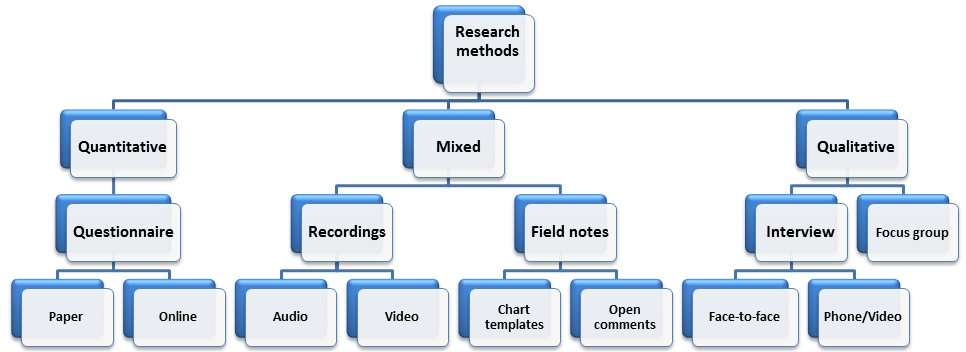 Research
methods
Quantitative
Mixed
Qualitative
Questionnaire
Recordings
Field notes
Interview
Focus group
Paper
Online
Audio
Video
Chart
templates
Open
comments
Face-to-face
Phone/Video